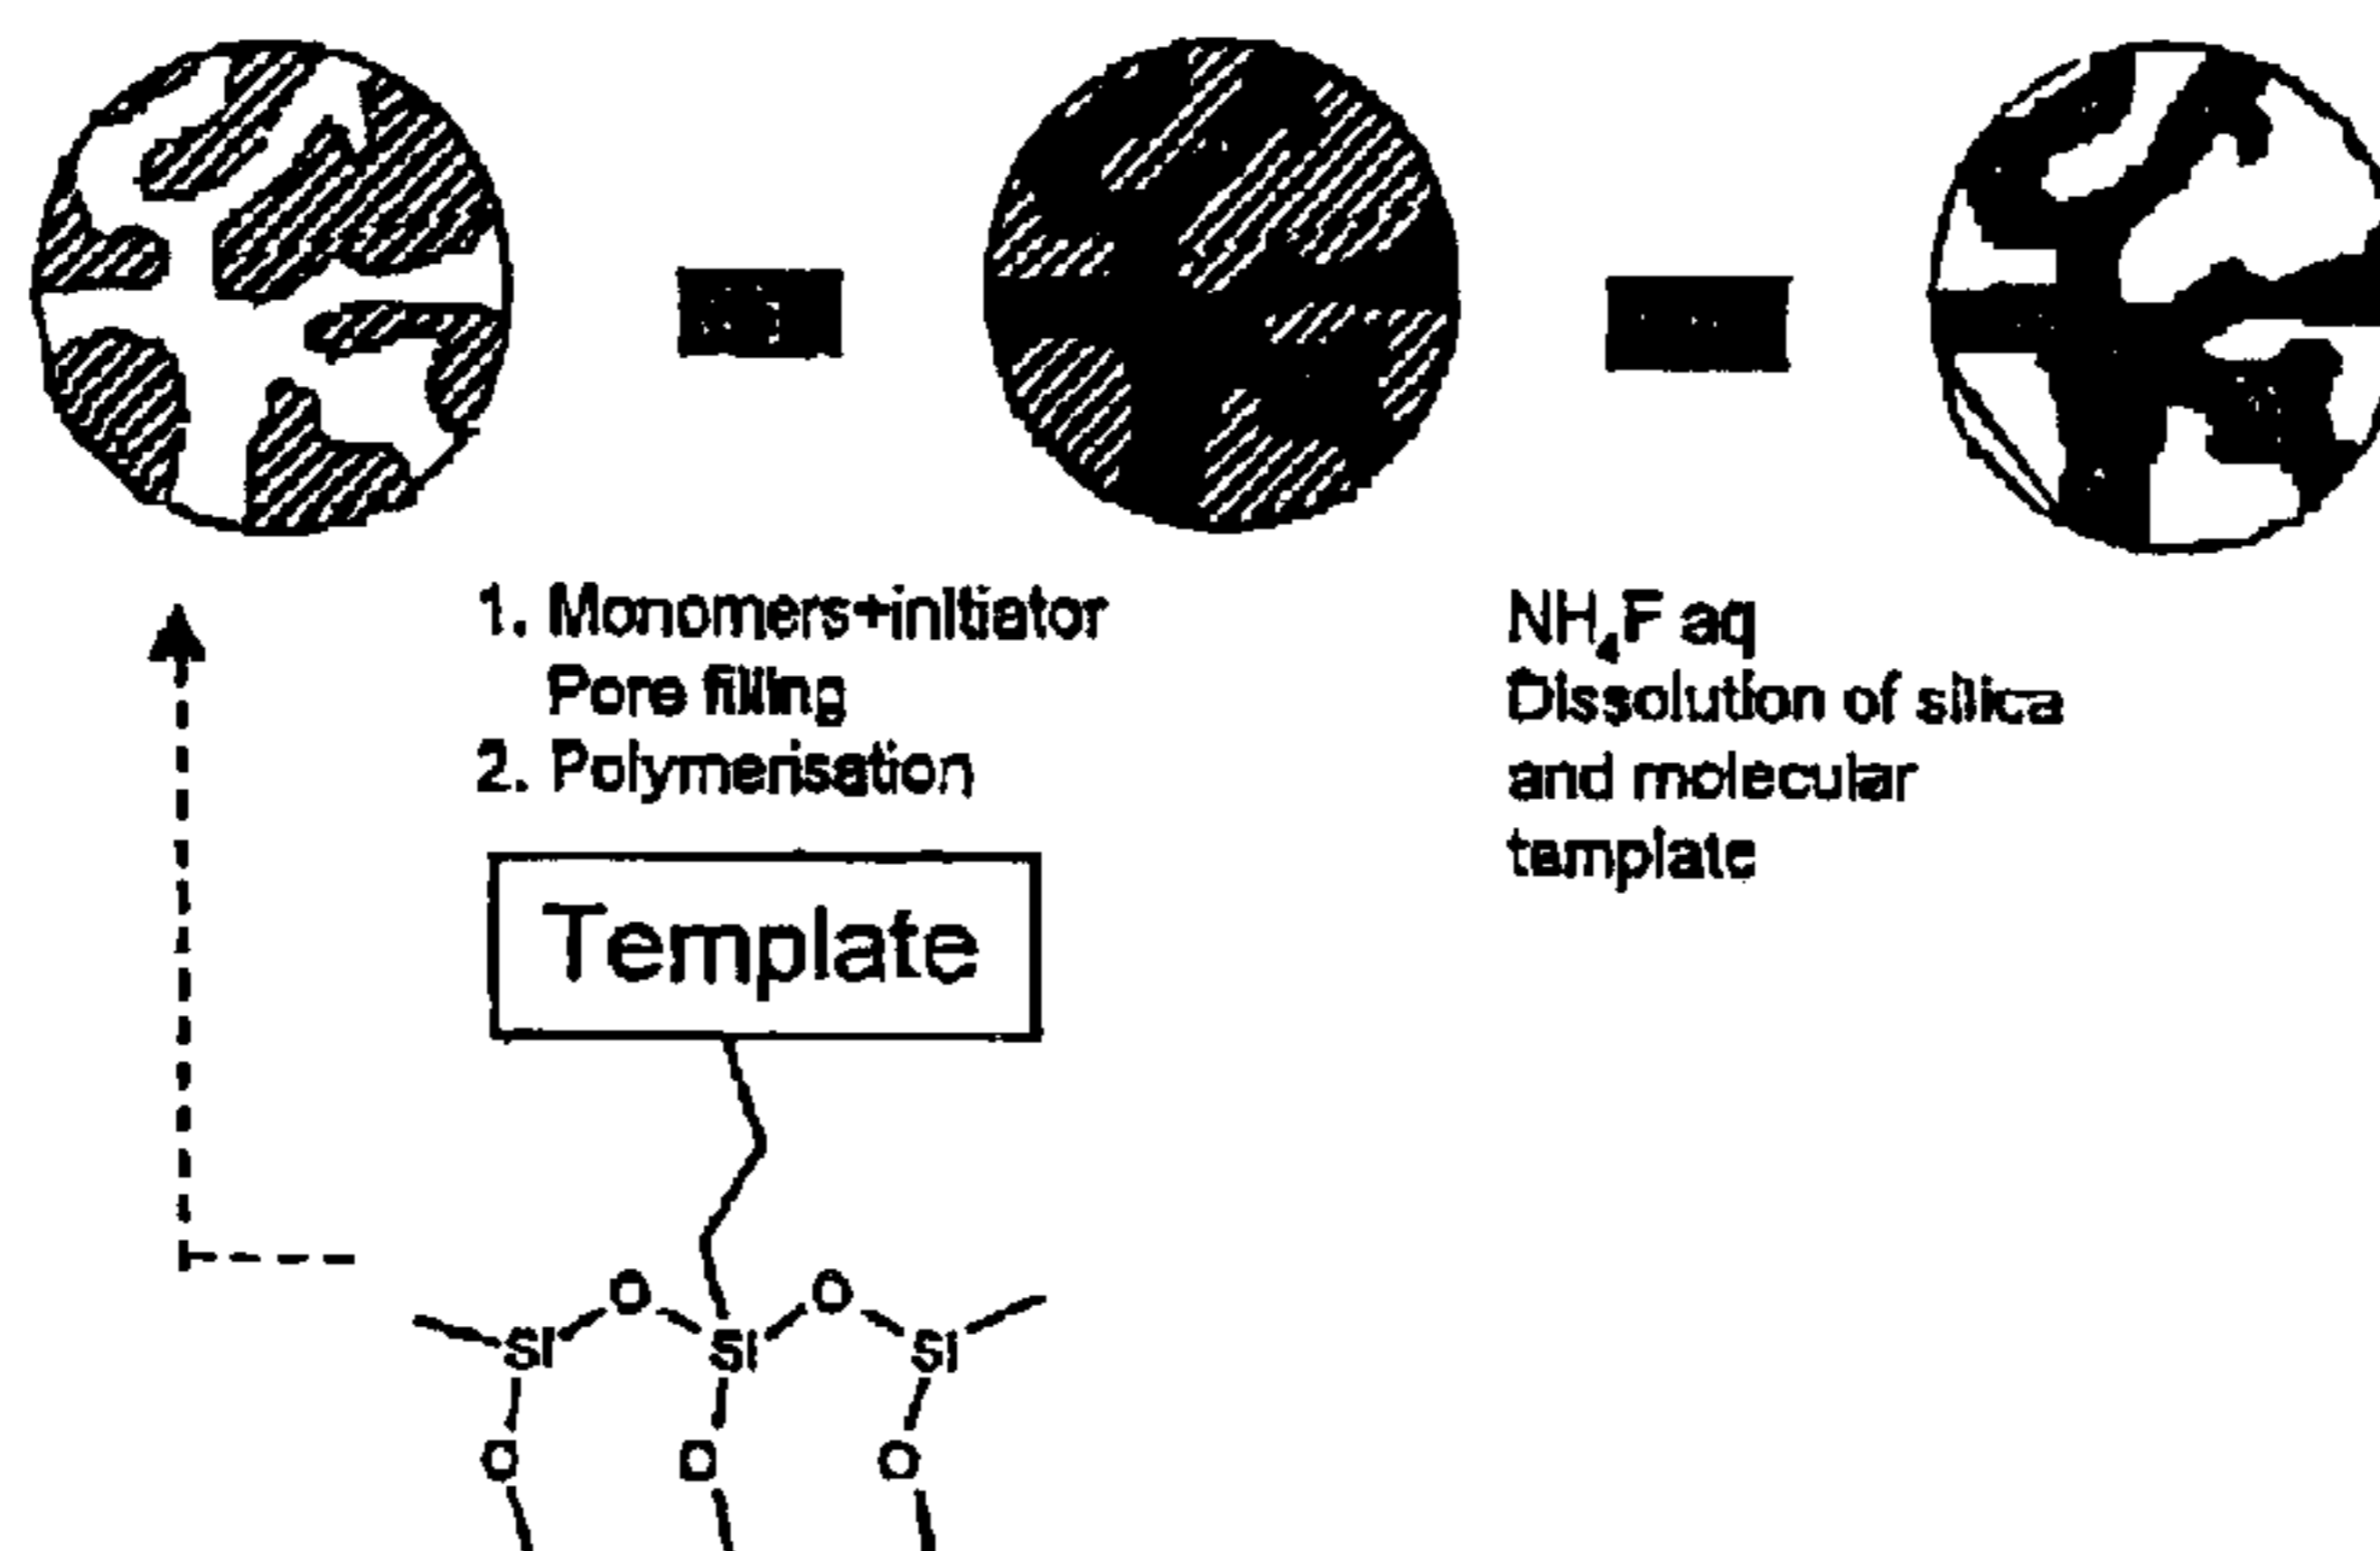 1. Monomers+initiator
Pore filling
2. Polymerisation
NH₄F aq
Dissolution of silica
and molecular
template
Template
O O
Si Si Si
O O O